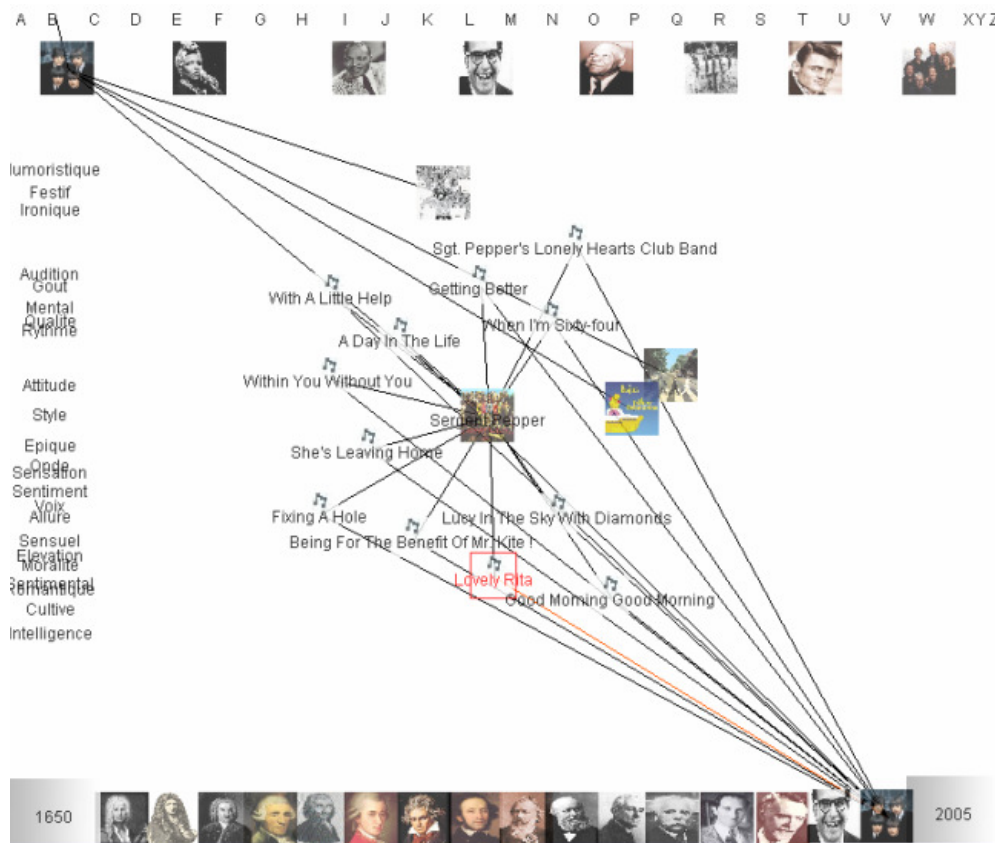 A B C D E F G H I J K L M N O P Q R S T U V W XYZ
Humoristique
Festif
Ironique
Sgt. Pepper's Lonely Hearts Club Band
Audition
Gout
Getting Better
With A Little Help
Mental
Qualite
Rythme
When I'm Sixty-four
A Day In The Life
Within You Without You
Attitude
Style
Sergent Pepper
Epique
She's Leaving Home
Onde
Sensation
Sentiment
Voix
Allure
Fixing A Hole
Lucy In The Sky With Diamonds
Sensuel
Being For The Benefit Of Mr. Kite !
Elevation
Moralite
Lovely Rita
Sentimental
Romantique
Good Morning Good Morning
Cultive
Intelligence
1650
2005